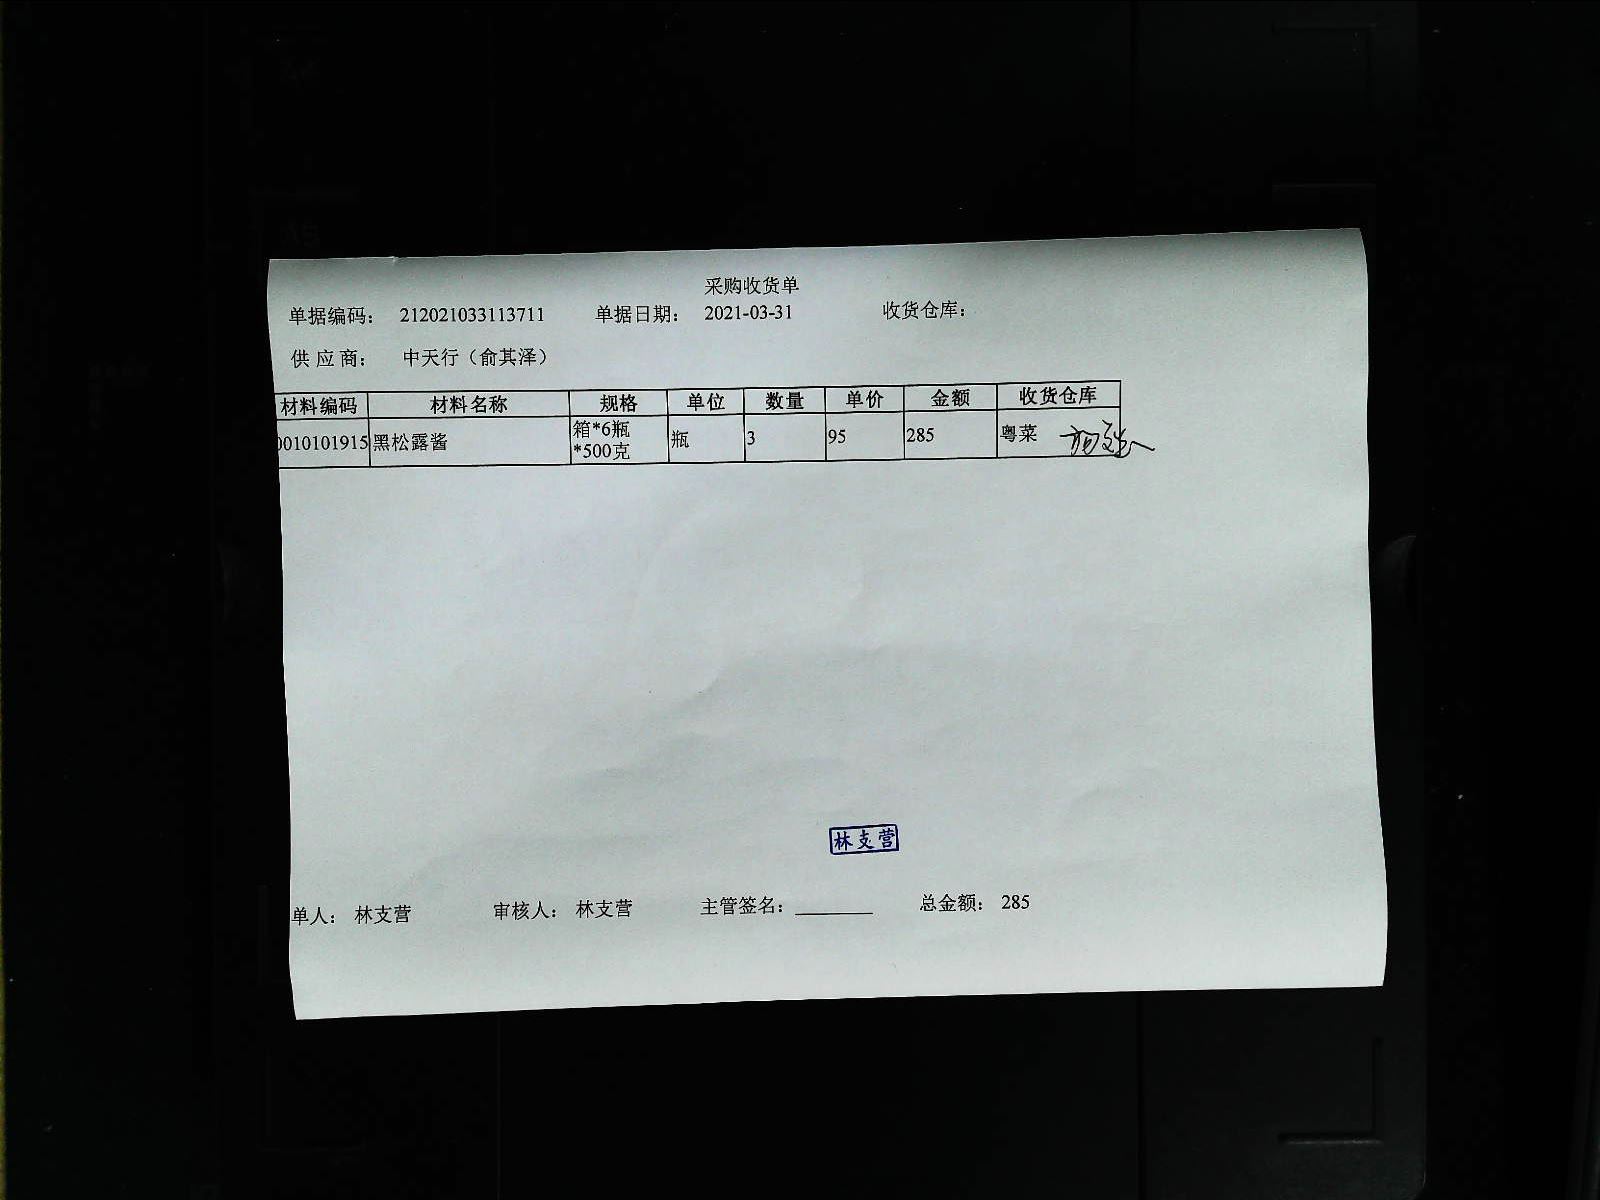 采购收货单
单据编码： 212021033113711 单据日期： 2021-03-31 收货仓库：
供 应 商： 中天行（俞其泽）
材料编码 材料名称 规格 单位 数量 单价 金额 收货仓库
0010101915 黑松露酱 箱*6瓶 瓶 3 95 285 粤菜
*500克
林支营
单人： 林支营 审核人： 林支营 主管签名：________ 总金额： 285